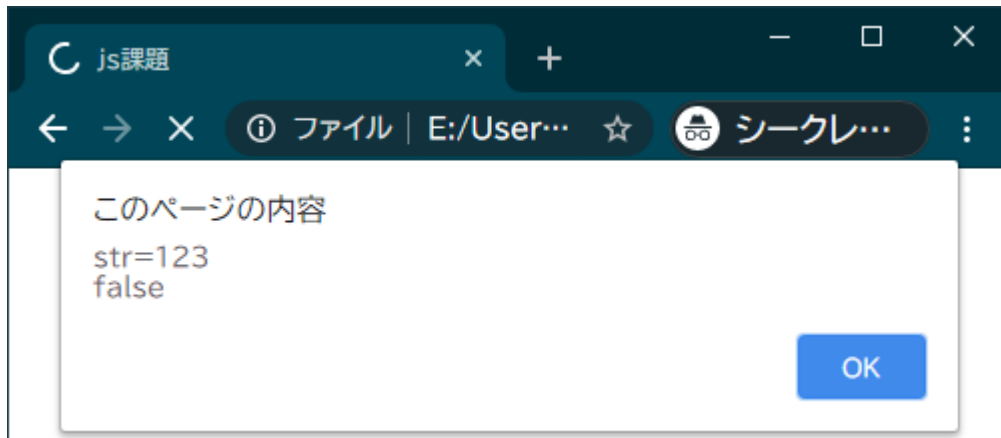 js課題
ファイル | E:/User… シークレ…
このページの内容
str=123
false
OK